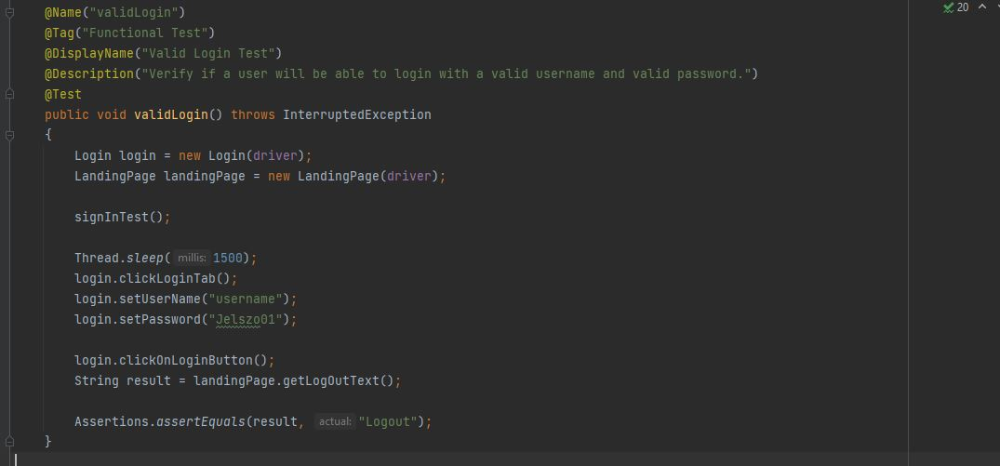 20
@Name("validLogin")
@Tag("Functional Test")
@DisplayName("Valid Login Test")
@Description("Verify if a user will be able to login with a valid username and valid password.")
@Test
public void validLogin() throws InterruptedException
{
Login login = new Login(driver);
LandingPage landingPage = new LandingPage(driver);
signInTest();
Thread.sleep( millis: 1500);
login.clickLoginTab();
login.setUserName("username");
login.setPassword("Jelszo01");
login.clickOnLoginButton();
String result = landingPage.getLogOutText();
Assertions.assertEquals(result, actual: "Logout");
}